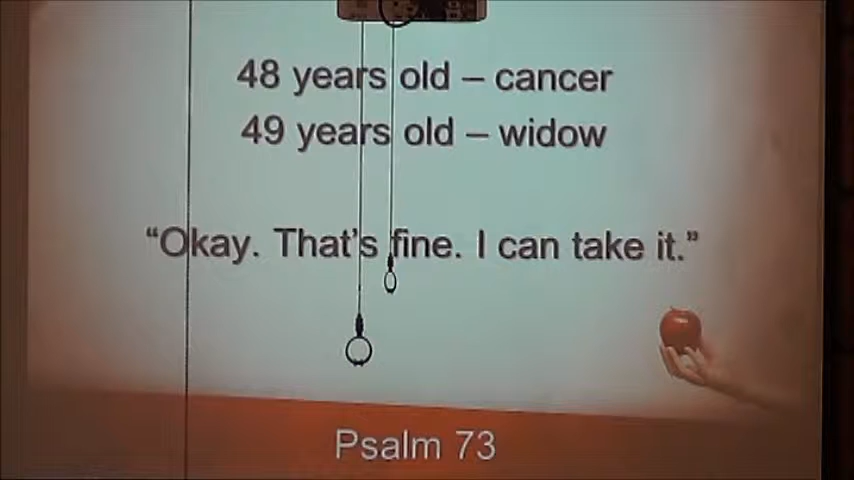 48 years old – cancer
49 years old – widow
“Okay. That’s fine. I can take it.”
Psalm 73